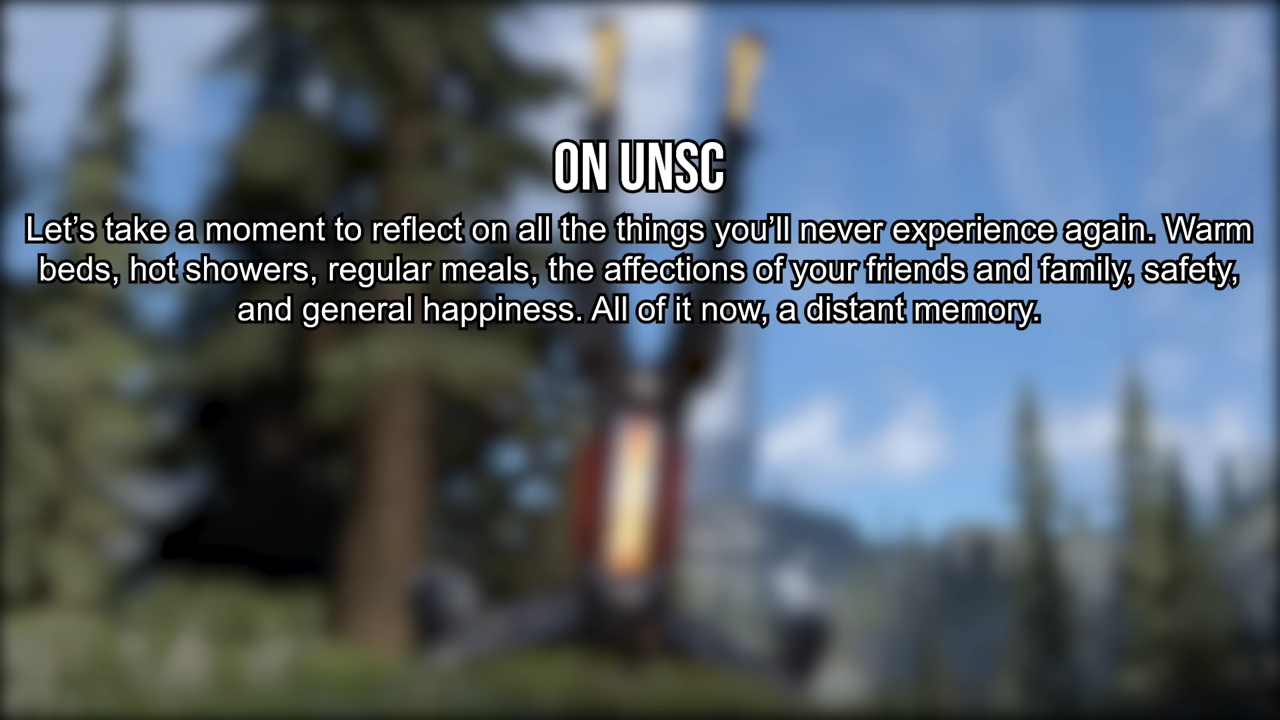 ON UNSC
Let’s take a moment to reflect on all the things you’ll never experience again. Warm
beds, hot showers, regular meals, the affections of your friends and family, safety,
and general happiness. All of it now, a distant memory.